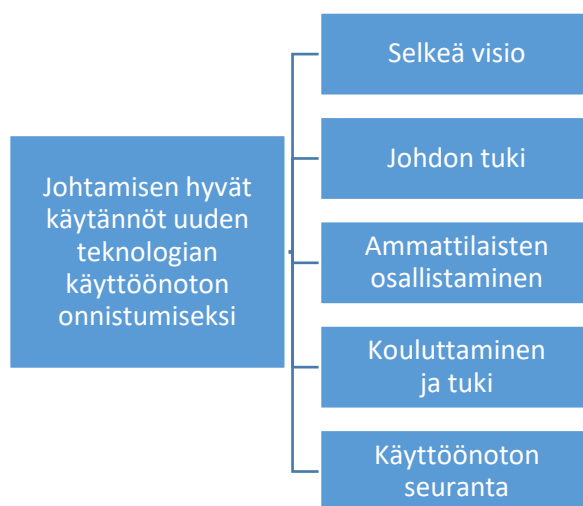 Johtamisen hyvät
käytännöt uuden
teknologian
käyttöönoton
onnistumiseksi
Selkeä visio
Johdon tuki
Ammattilaisten
osallistaminen
Kouluttaminen
ja tuki
Käyttöönoton
seuranta